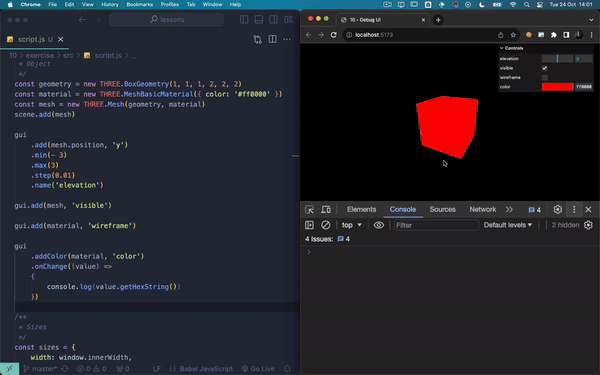 Chrome File Edit View History Bookmarks Profiles Tab Window Help
Tue 24 Oct 14:01
lessons
script.js U
10 > exercise > src > script.js > ...
* Object
*/
const geometry = new THREE.BoxGeometry(1, 1, 1, 2, 2, 2)
const material = new THREE.MeshBasicMaterial({ color: '#ff0000' })
const mesh = new THREE.Mesh(geometry, material)
scene.add(mesh)
gui
.add(mesh.position, 'y')
.min(- 3)
.max(3)
.step(0.01)
.name('elevation')
gui.add(mesh, 'visible')
gui.add(material, 'wireframe')
gui
.addColor(material, 'color')
.onChange((value) =>
{
console.log(value.getHexString())
})
/**
* Sizes
*/
const sizes = {
width: window.innerWidth,
master*
0 0
0
LF {} Babel JavaScript Go Live
10 - Debug UI
localhost:5173
Controls
elevation 0
visible
wireframe
color ff0000
Elements Console Sources Network 4
top Filter Default levels 2 hidden
4 Issues: 4